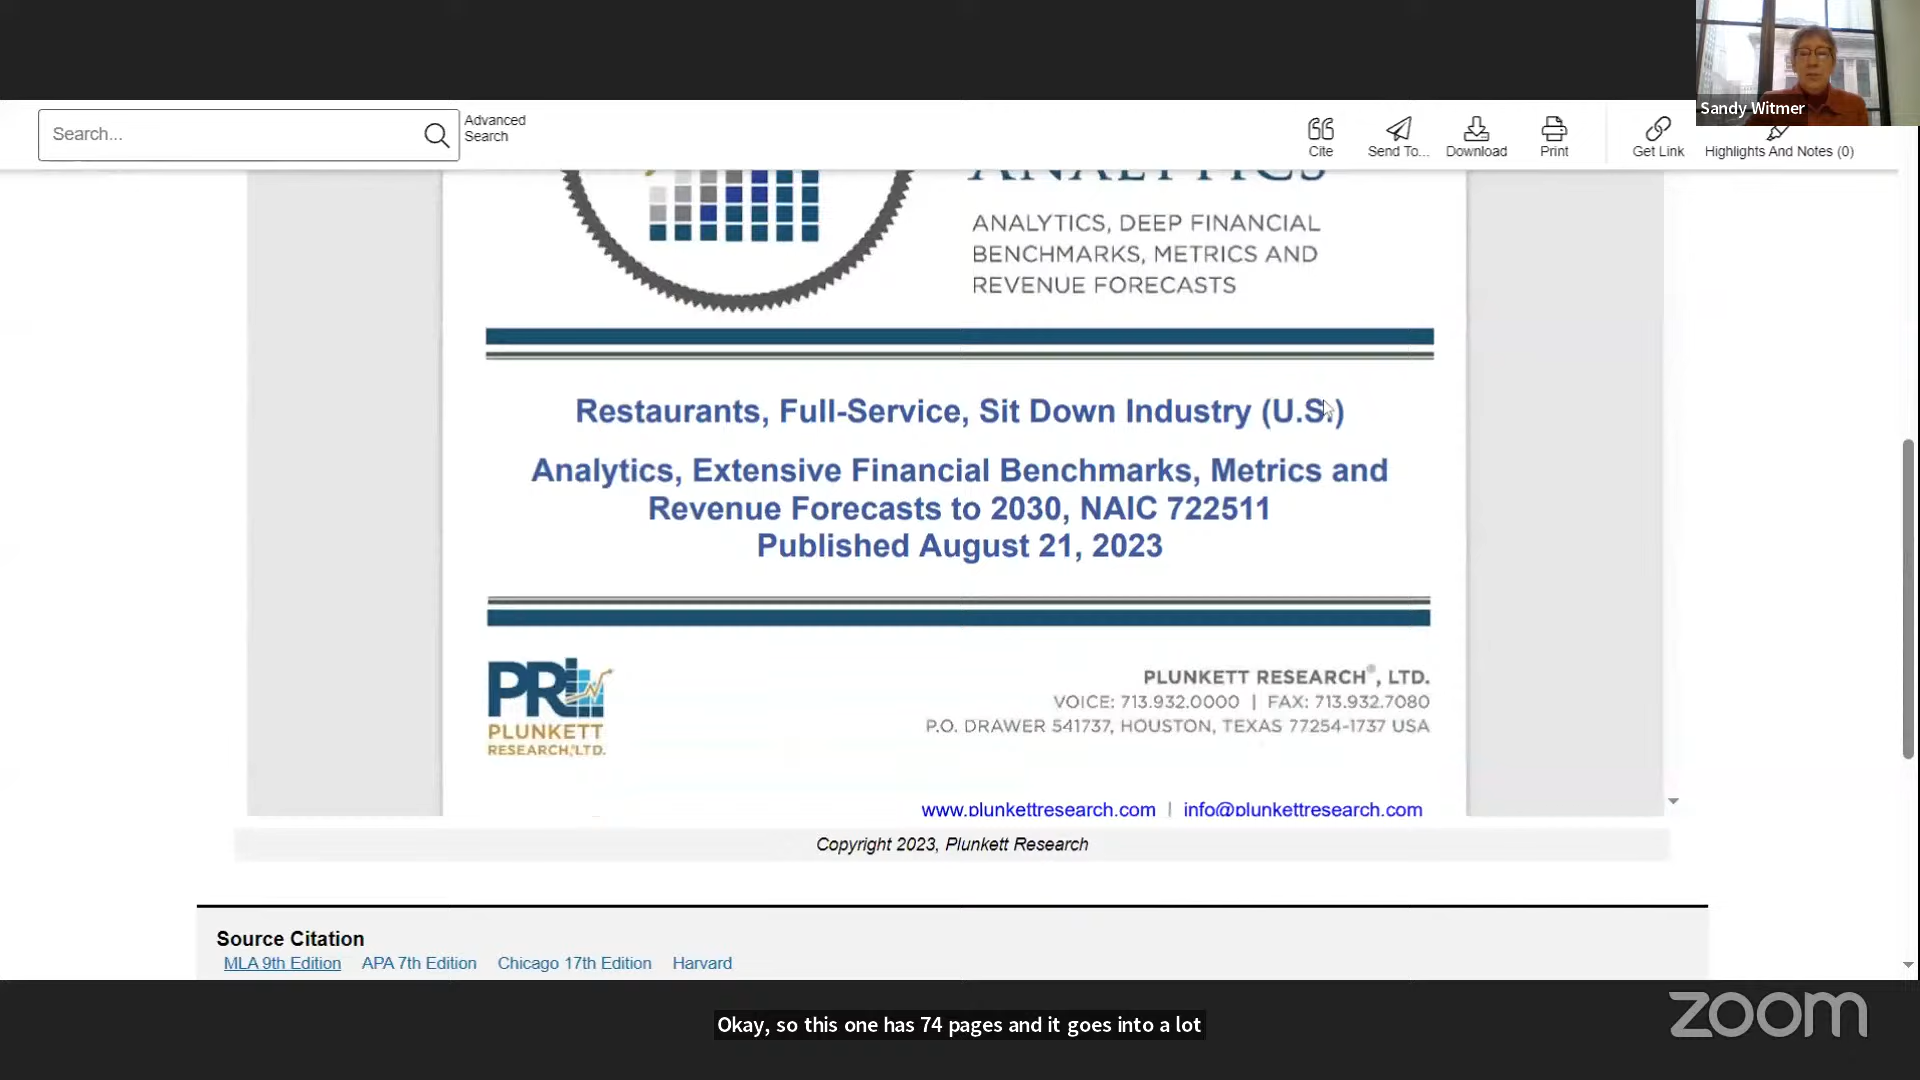 Sandy Witmer
Search...
Advanced
Search
Cite
Send To...
Download
Print
Get Link
Highlights And Notes (0)
ANALYTICS
ANALYTICS, DEEP FINANCIAL
BENCHMARKS, METRICS AND
REVENUE FORECASTS
Restaurants, Full-Service, Sit Down Industry (U.S.)
Analytics, Extensive Financial Benchmarks, Metrics and
Revenue Forecasts to 2030, NAIC 722511
Published August 21, 2023
PRI
PLUNKETT
RESEARCH, LTD.
PLUNKETT RESEARCH®, LTD.
VOICE: 713.932.0000 | FAX: 713.932.7080
P.O. DRAWER 541737, HOUSTON, TEXAS 77254-1737 USA
www.plunkettresearch.com | info@plunkettresearch.com
Copyright 2023, Plunkett Research
Source Citation
MLA 9th Edition APA 7th Edition Chicago 17th Edition Harvard
Okay, so this one has 74 pages and it goes into a lot
zoom